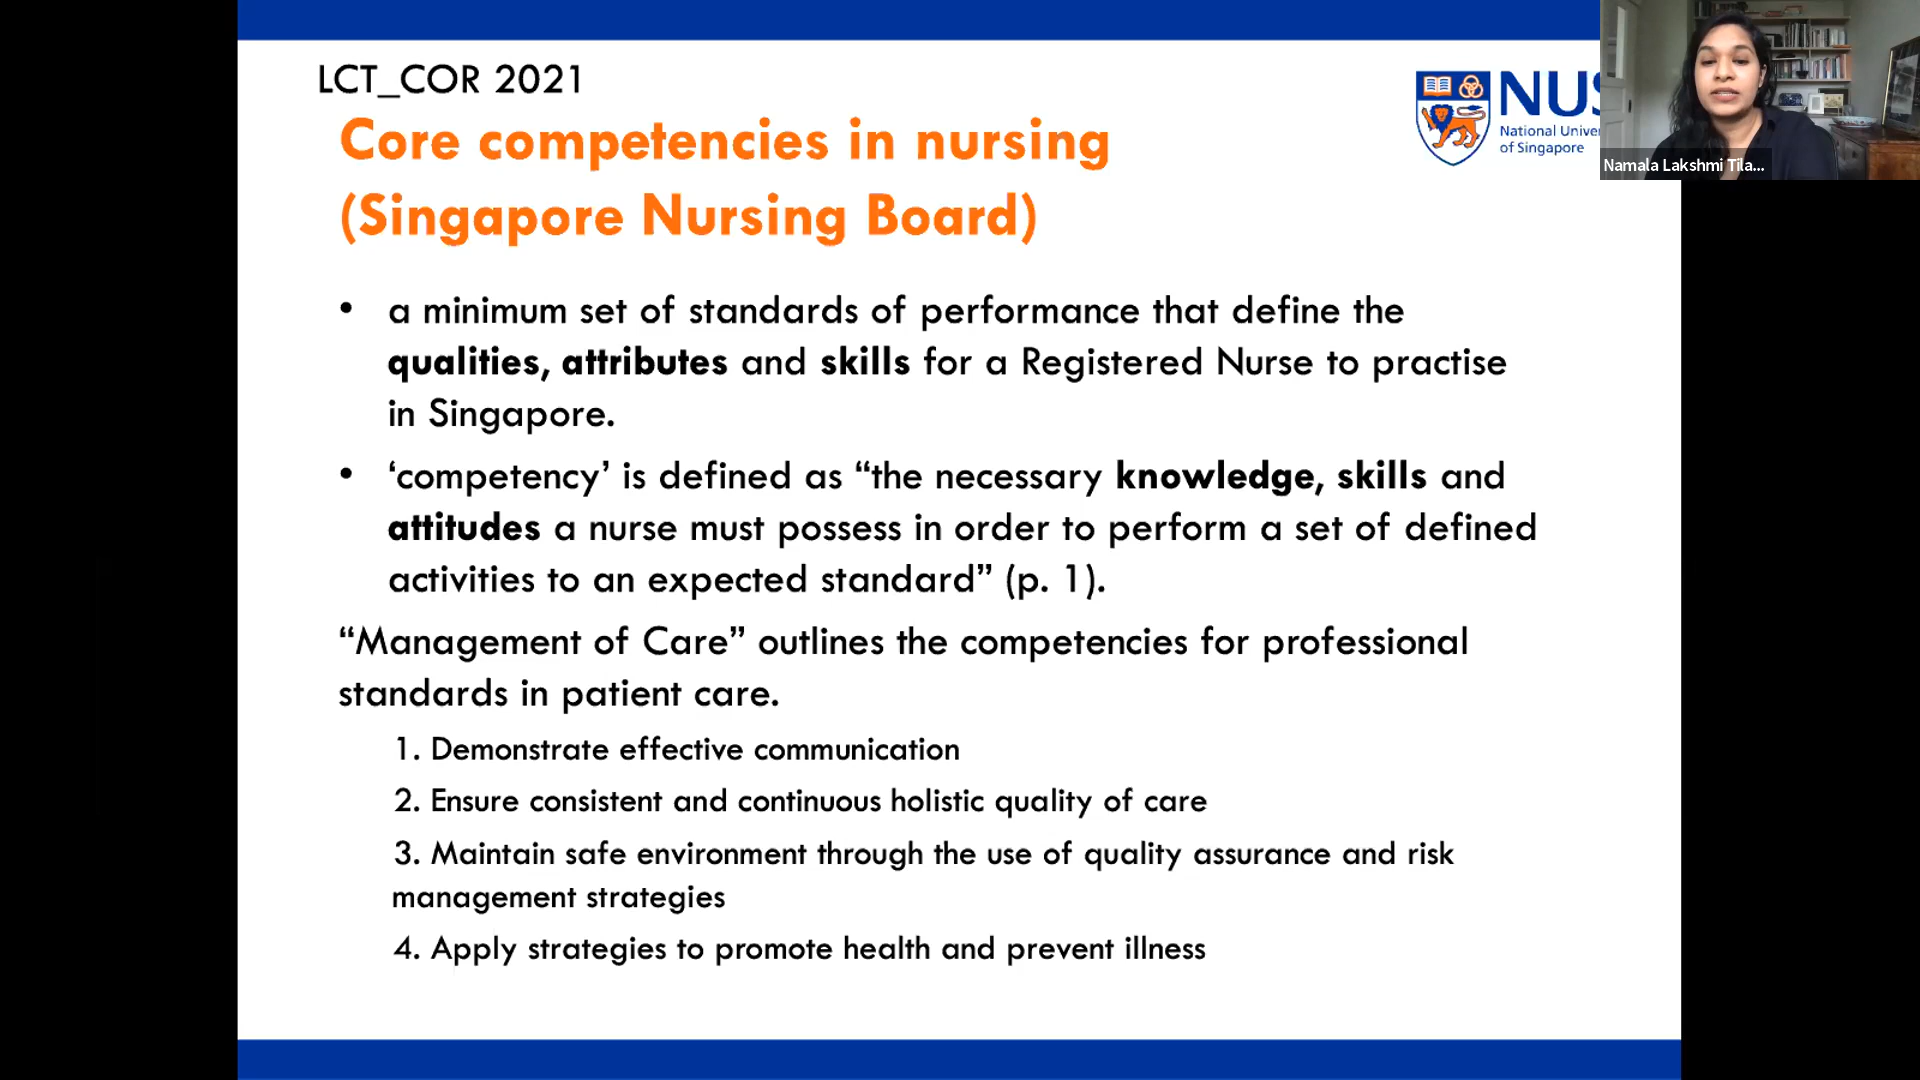 LCT_COR 2021
Core competencies in nursing
(Singapore Nursing Board)
NUS
National Univer
of Singapore
Namala Lakshmi Tila...
• a minimum set of standards of performance that define the
qualities, attributes and skills for a Registered Nurse to practise
in Singapore.
• ‘competency’ is defined as “the necessary knowledge, skills and
attitudes a nurse must possess in order to perform a set of defined
activities to an expected standard” (p. 1).
“Management of Care” outlines the competencies for professional
standards in patient care.
1. Demonstrate effective communication
2. Ensure consistent and continuous holistic quality of care
3. Maintain safe environment through the use of quality assurance and risk
management strategies
4. Apply strategies to promote health and prevent illness